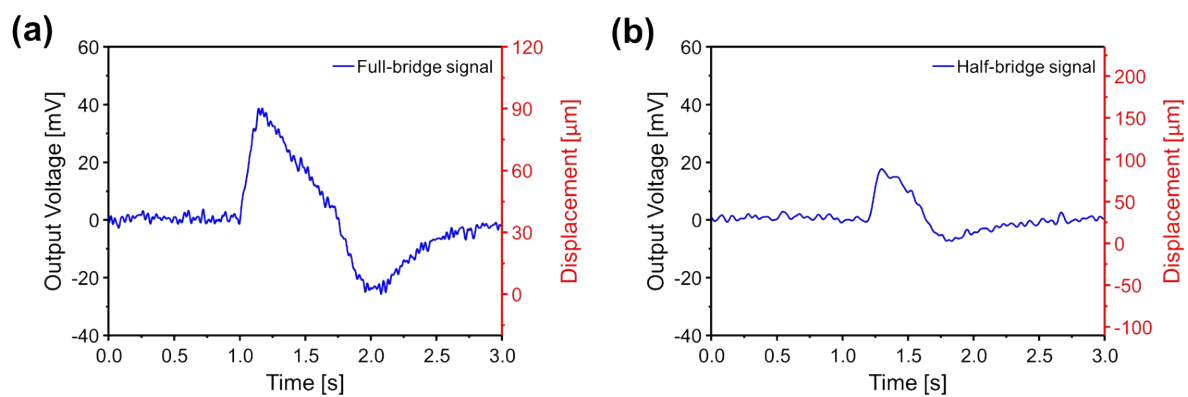 (a)
60
40
20
0
-20
-40
Output Voltage [mV]
Full-bridge signal
120
90
60
30
0
Displacement [µm]
0.0 0.5 1.0 1.5 2.0 2.5 3.0
Time [s]
(b)
60
40
20
0
-20
-40
Output Voltage [mV]
Half-bridge signal
200
150
100
50
0
-50
-100
Displacement [µm]
0.0 0.5 1.0 1.5 2.0 2.5 3.0
Time [s]